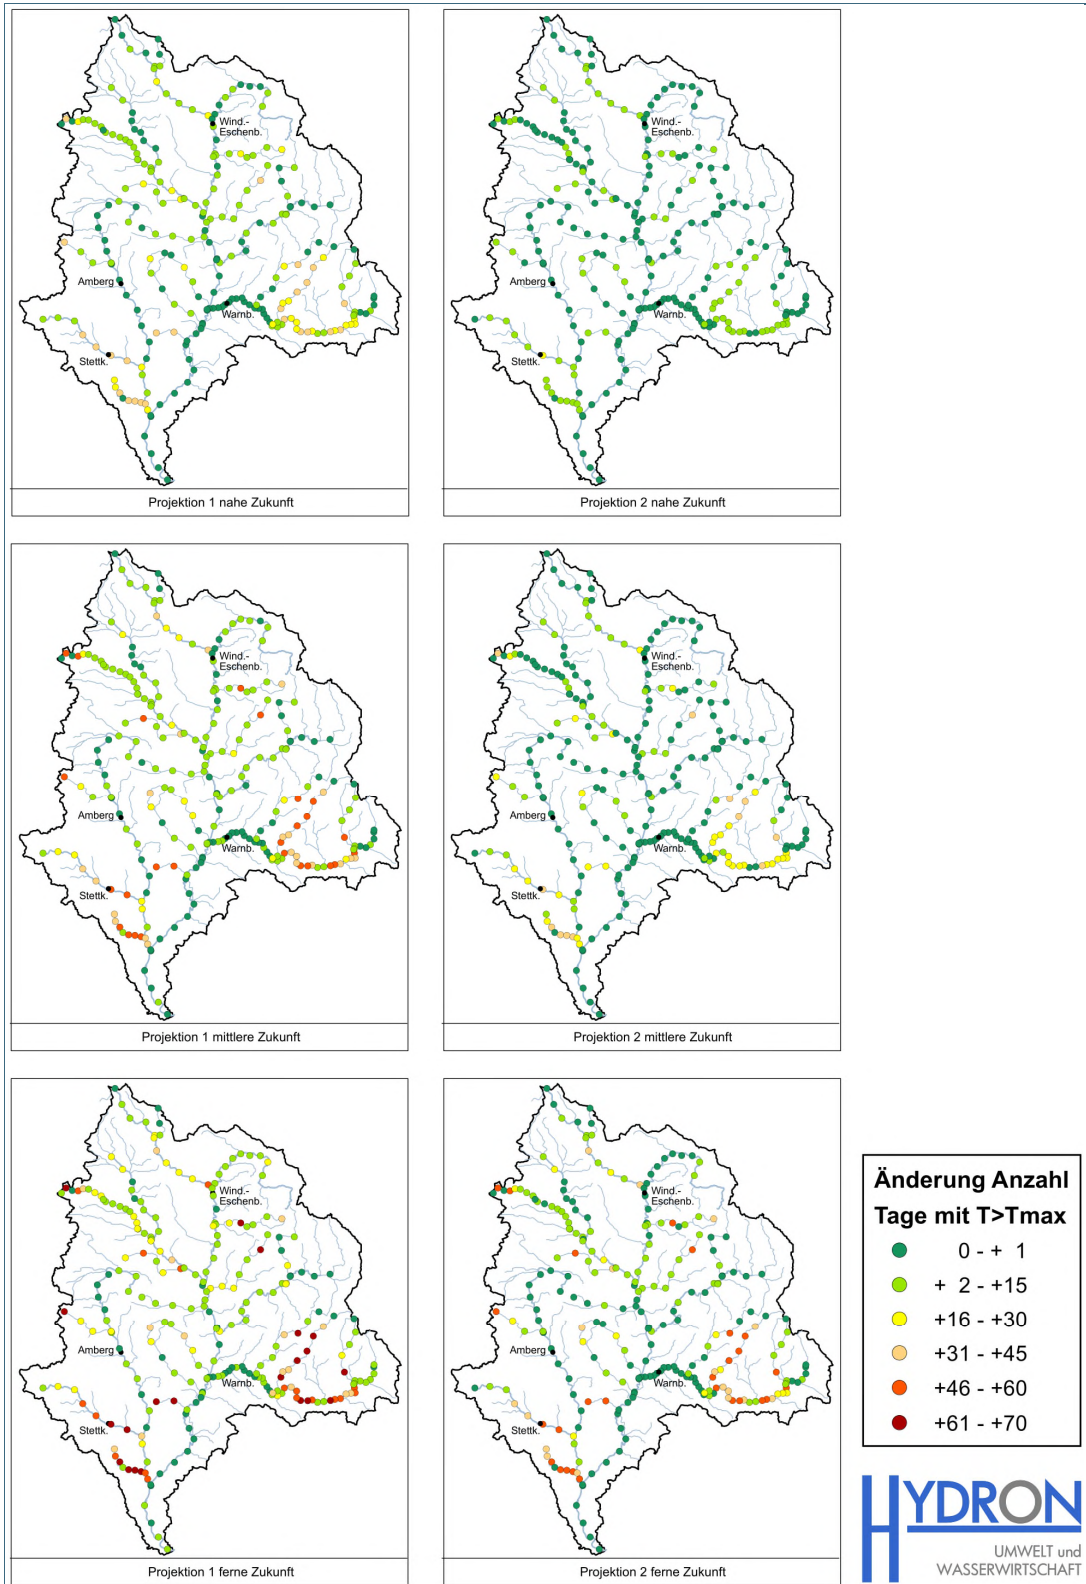 Wind.-
Eschenb.
Amberg
Warnb.
Stettk.
Projektion 1 nahe Zukunft
Wind.-
Eschenb.
Amberg
Warnb.
Stettk.
Projektion 2 nahe Zukunft
Wind.-
Eschenb.
Amberg
Warnb.
Stettk.
Projektion 1 mittlere Zukunft
Wind.-
Eschenb.
Amberg
Warnb.
Stettk.
Projektion 2 mittlere Zukunft
Wind.-
Eschenb.
Amberg
Warnb.
Stettk.
Projektion 1 ferne Zukunft
Wind.-
Eschenb.
Amberg
Warnb.
Stettk.
Projektion 2 ferne Zukunft
Änderung Anzahl
Tage mit T>Tmax
0 - + 1
+ 2 - +15
+16 - +30
+31 - +45
+46 - +60
+61 - +70
HYDRON
UMWELT und
WASSERWIRTSCHAFT